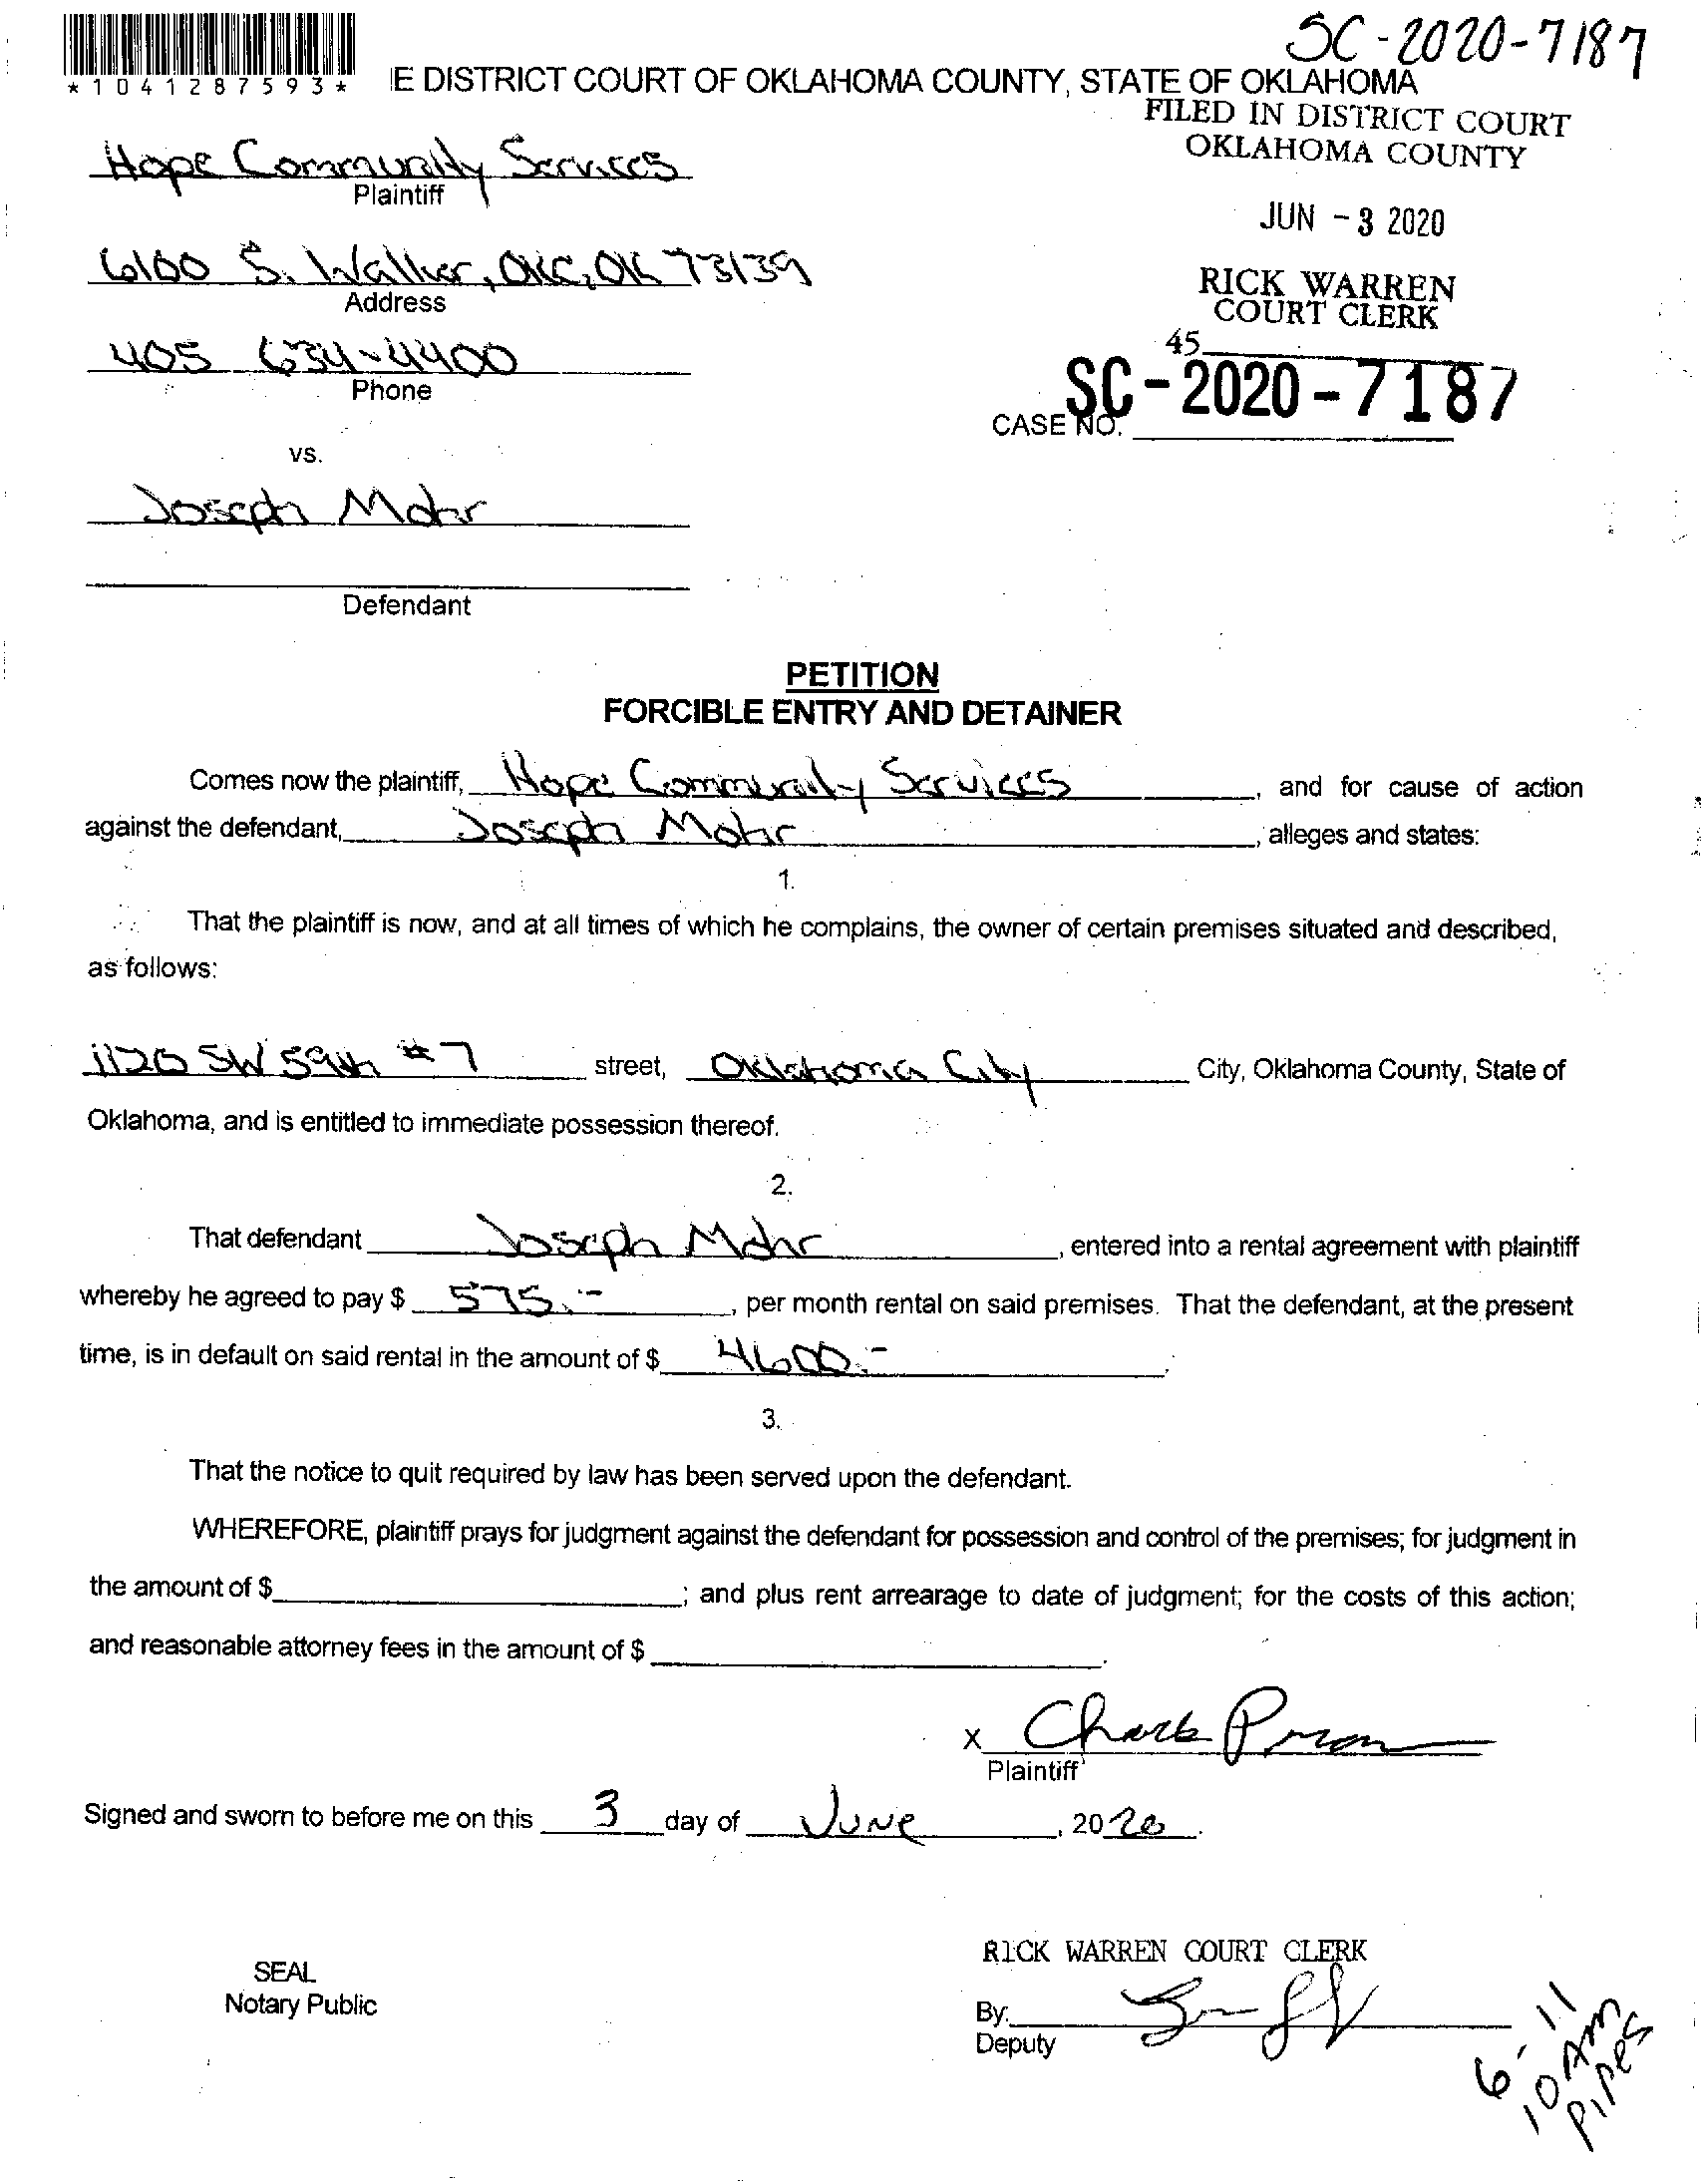 SC-2020-7187
*1041287593*
E DISTRICT COURT OF OKLAHOMA COUNTY, STATE OF OKLAHOMA
FILED IN DISTRICT COURT
OKLAHOMA COUNTY
Hope Community Services
Plaintiff
JUN - 3 2020
6100 S. Walker, OKC, OK 73139
Address
RICK WARREN
COURT CLERK
45
405 634-4400
Phone
CASE NO. SC-2020-7187
vs.
Joseph Mohr
Defendant
PETITION
FORCIBLE ENTRY AND DETAINER
Comes now the plaintiff, Hope Community Services, and for cause of action
against the defendant, Joseph Mohr, alleges and states:
1.
That the plaintiff is now, and at all times of which he complains, the owner of certain premises situated and described,
as follows:
1120 SW 59th #7 street, Oklahoma City City, Oklahoma County, State of
Oklahoma, and is entitled to immediate possession thereof.
2.
That defendant Joseph Mohr, entered into a rental agreement with plaintiff
whereby he agreed to pay $ 575.-, per month rental on said premises. That the defendant, at the present
time, is in default on said rental in the amount of $ 4600.-.
3.
That the notice to quit required by law has been served upon the defendant.
WHEREFORE, plaintiff prays for judgment against the defendant for possession and control of the premises; for judgment in
the amount of $; and plus rent arrearage to date of judgment; for the costs of this action;
and reasonable attorney fees in the amount of $.
X
Plaintiff
Signed and sworn to before me on this 3 day of June, 2020.
RICK WARREN COURT CLERK
SEAL
Notary Public
By:
Deputy
6-11
10 AM
Pipes